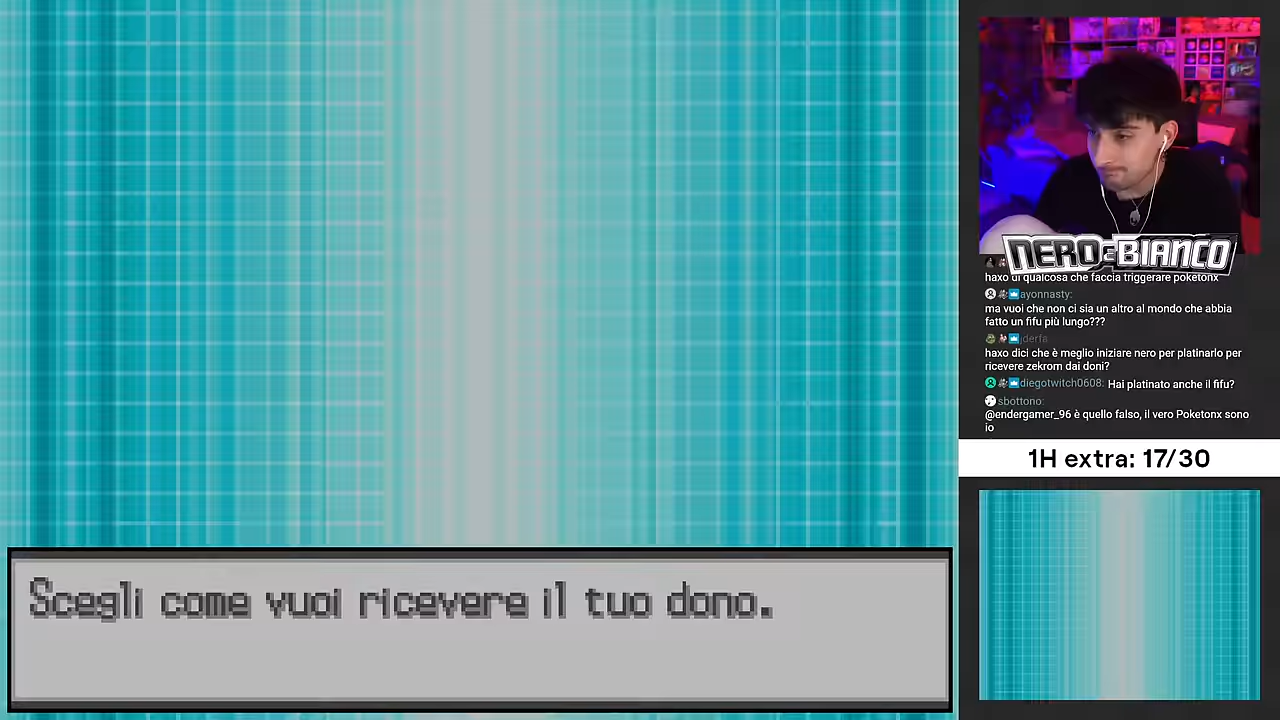 Scegli come vuoi ricevere il tuo dono.
NERO E BIANCO
haxo di qualcosa che faccia triggerare poketonx
ayonnasty:
ma vuoi che non ci sia un altro al mondo che abbia
fatto un fifu più lungo???
jderfa
haxo dici che è meglio iniziare nero per platinarlo per
ricevere zekrom dai doni?
diegotwitch0608: Hai platinato anche il fifu?
sbottono:
@endergamer_96 è quello falso, il vero Poketonx sono
io
1H extra: 17/30